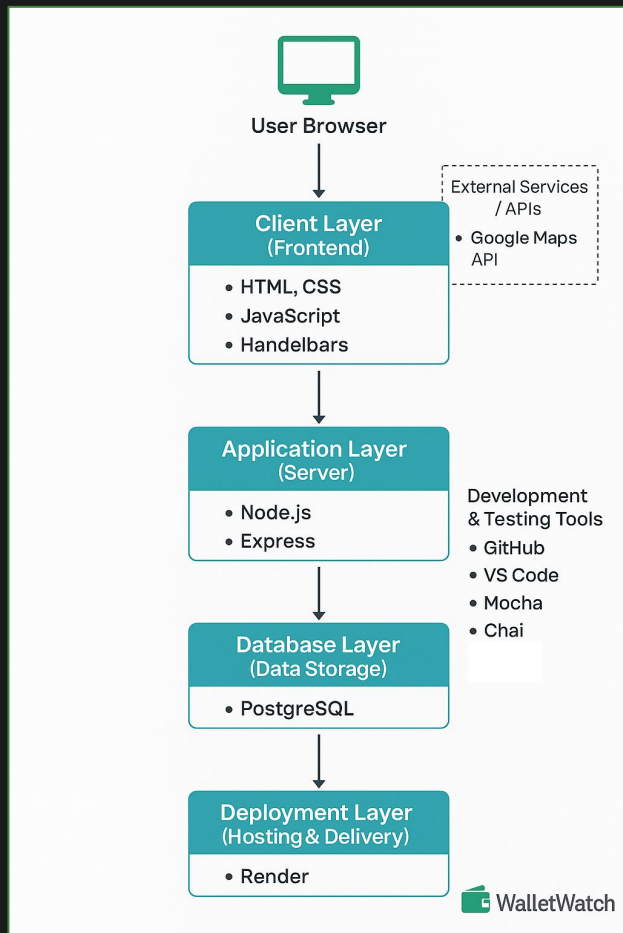 User Browser
External Services
/ APIs
• Google Maps
API
Client Layer
(Frontend)
• HTML, CSS
• JavaScript
• Handelbars
Application Layer
(Server)
• Node.js
• Express
Development
& Testing Tools
• GitHub
• VS Code
• Mocha
• Chai
Database Layer
(Data Storage)
• PostgreSQL
Deployment Layer
(Hosting & Delivery)
• Render
WalletWatch